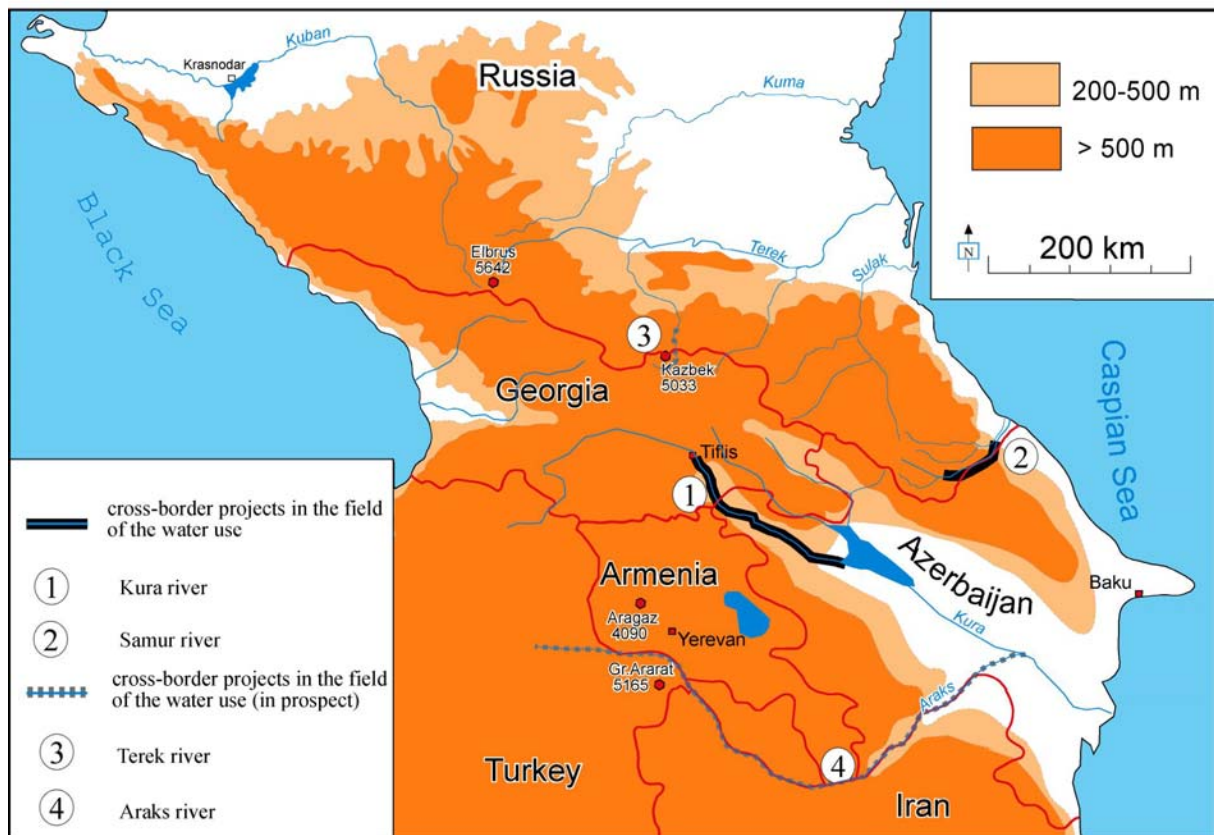 Kuban
Krasnodar
Russia
Kuma
200-500 m
> 500 m
N
200 km
Black Sea
Elbrus
5642
Terek
Sulak
3
Kazbek
5033
Georgia
Caspian Sea
Tiflis
2
1
Azerbaijan
Armenia
Baku
Aragaz
4090
Yerevan
Kura
Gr.Ararat
5165
Araks
4
Turkey
Iran
cross-border projects in the field
of the water use
1
Kura river
2
Samur river
cross-border projects in the field
of the water use (in prospect)
3
Terek river
4
Araks river